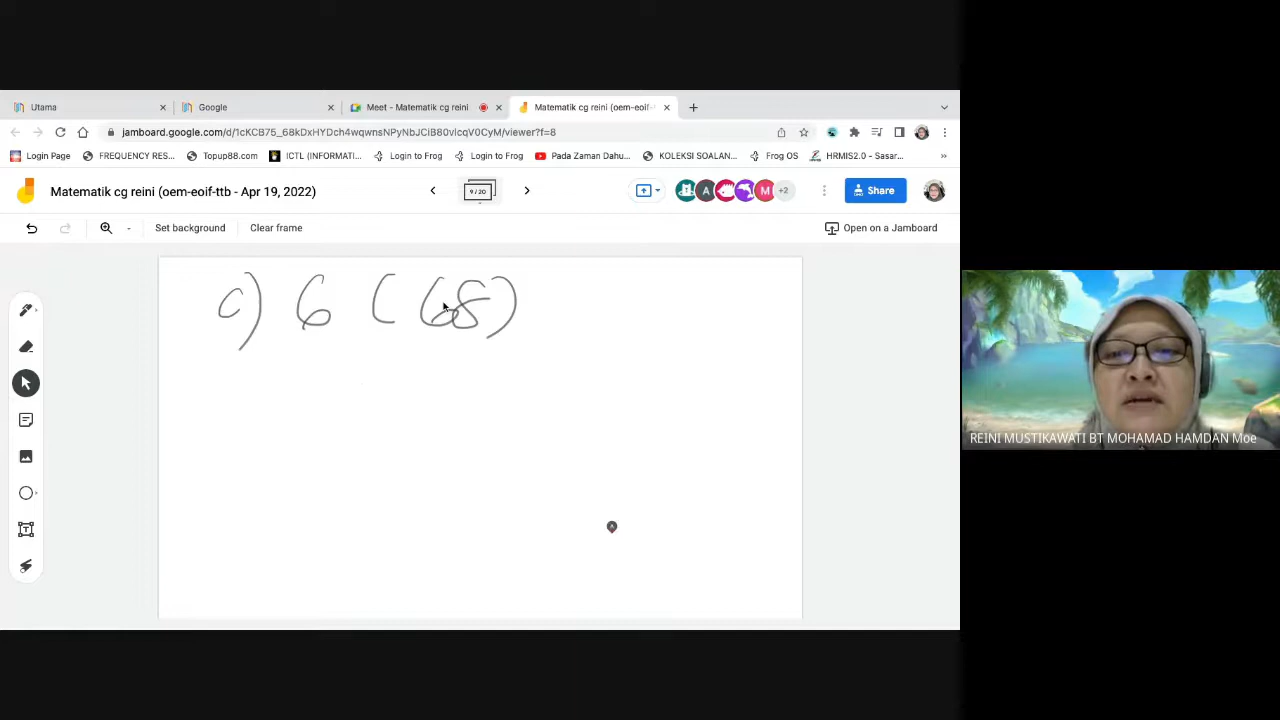 Utama
Google
Meet - Matematik cg reini
Matematik cg reini (oem-eoif-
jamboard.google.com/d/1cKCB75_68kDxHYDch4wqwnsNPyNbJCiB80vlcqV0CyM/viewer?f=8
Login Page
FREQUENCY RES...
Topup88.com
ICTL (INFORMATI...
Login to Frog
Login to Frog
Pada Zaman Dahu...
KOLEKSI SOALAN...
Frog OS
HRMIS2.0 - Sasar...
»
Matematik cg reini (oem-eoif-ttb - Apr 19, 2022)
9 / 20
A
M
+2
Share
Set background
Clear frame
Open on a Jamboard
c) 6 ( 68)
REINI MUSTIKAWATI BT MOHAMAD HAMDAN Moe